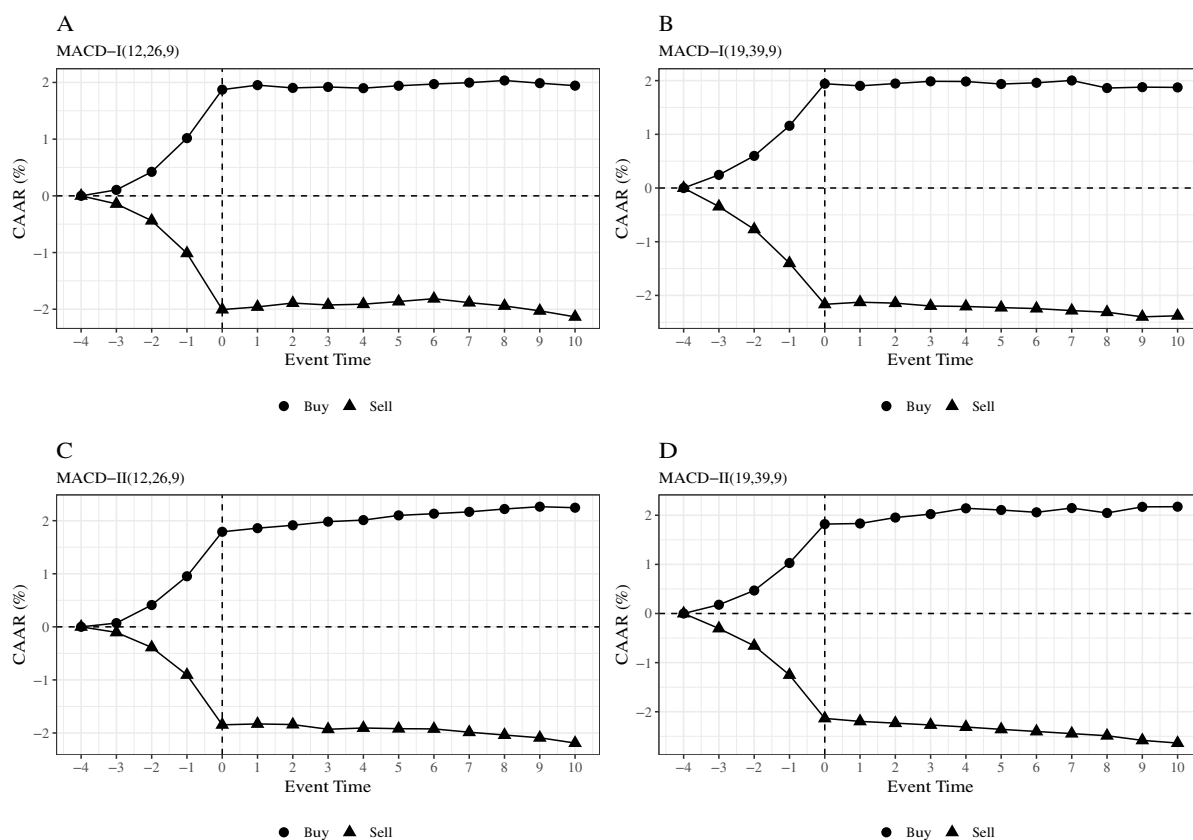 A
MACD−I(12,26,9)
CAAR (%)
2
1
0
−1
−2
−4 −3 −2 −1 0 1 2 3 4 5 6 7 8 9 10
Event Time
Buy Sell
B
MACD−I(19,39,9)
CAAR (%)
2
1
0
−1
−2
−4 −3 −2 −1 0 1 2 3 4 5 6 7 8 9 10
Event Time
Buy Sell
C
MACD−II(12,26,9)
CAAR (%)
2
1
0
−1
−2
−4 −3 −2 −1 0 1 2 3 4 5 6 7 8 9 10
Event Time
Buy Sell
D
MACD−II(19,39,9)
CAAR (%)
2
1
0
−1
−2
−4 −3 −2 −1 0 1 2 3 4 5 6 7 8 9 10
Event Time
Buy Sell